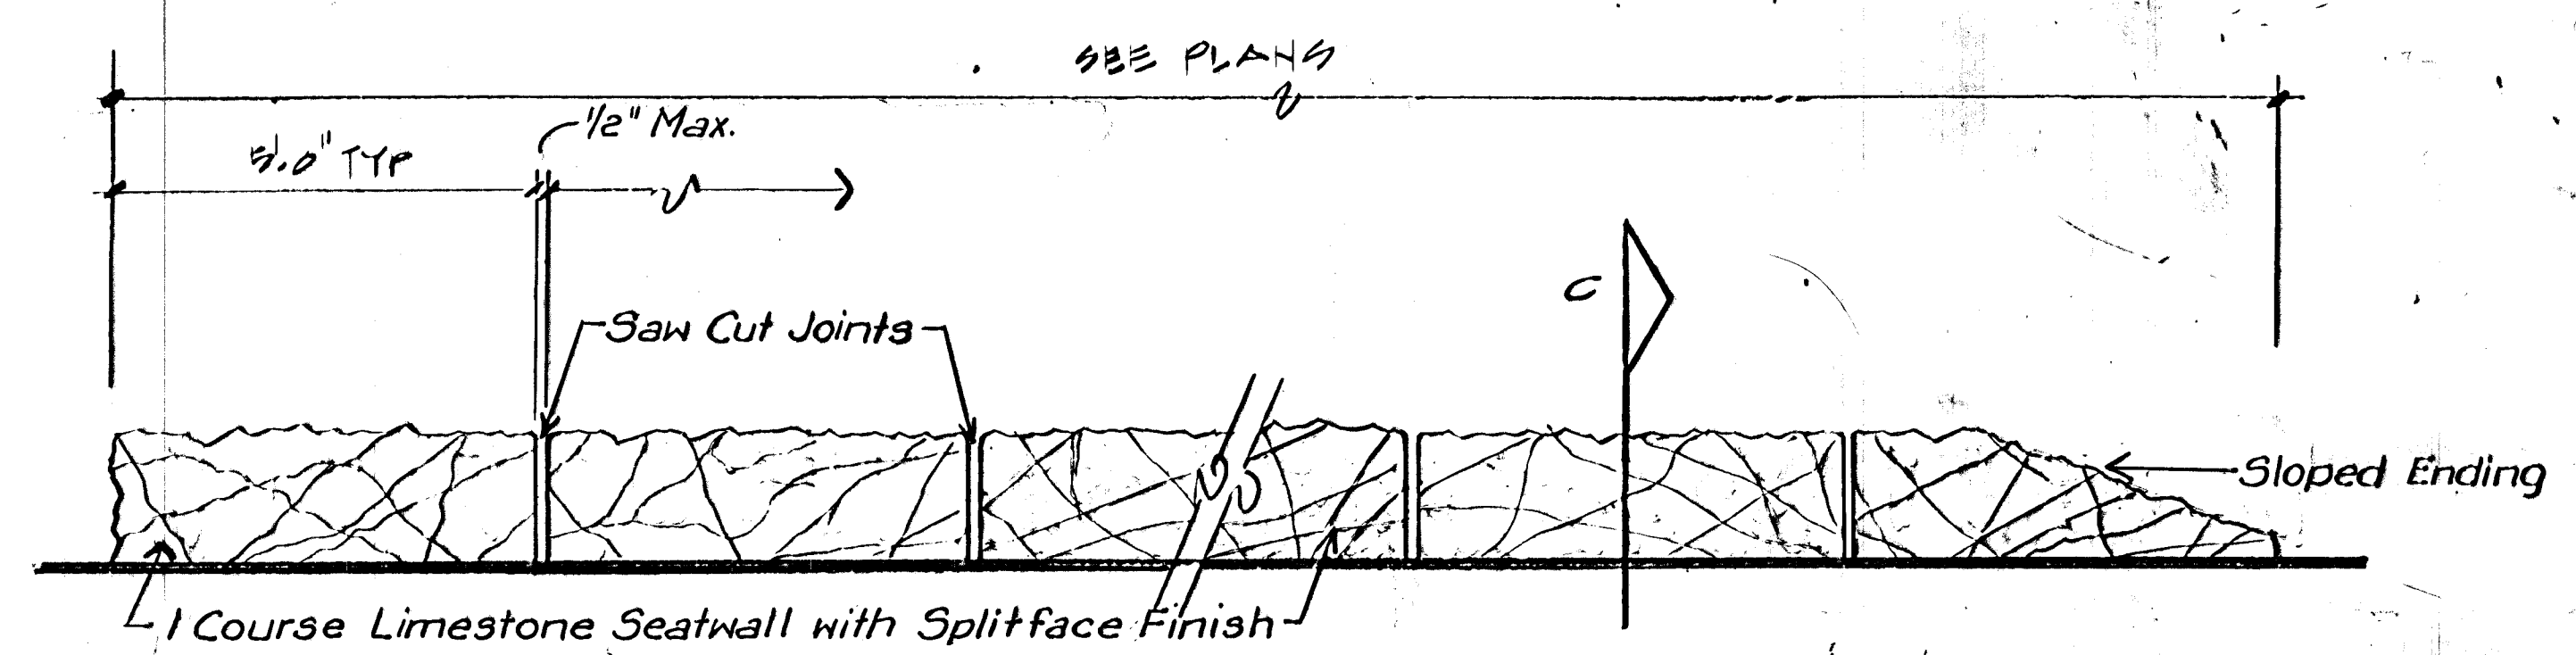 SEE PLANS
1/2" Max.
5'.0" TYP
C
Saw Cut Joints
Sloped Ending
1 Course Limestone Seatwall with Splitface Finish